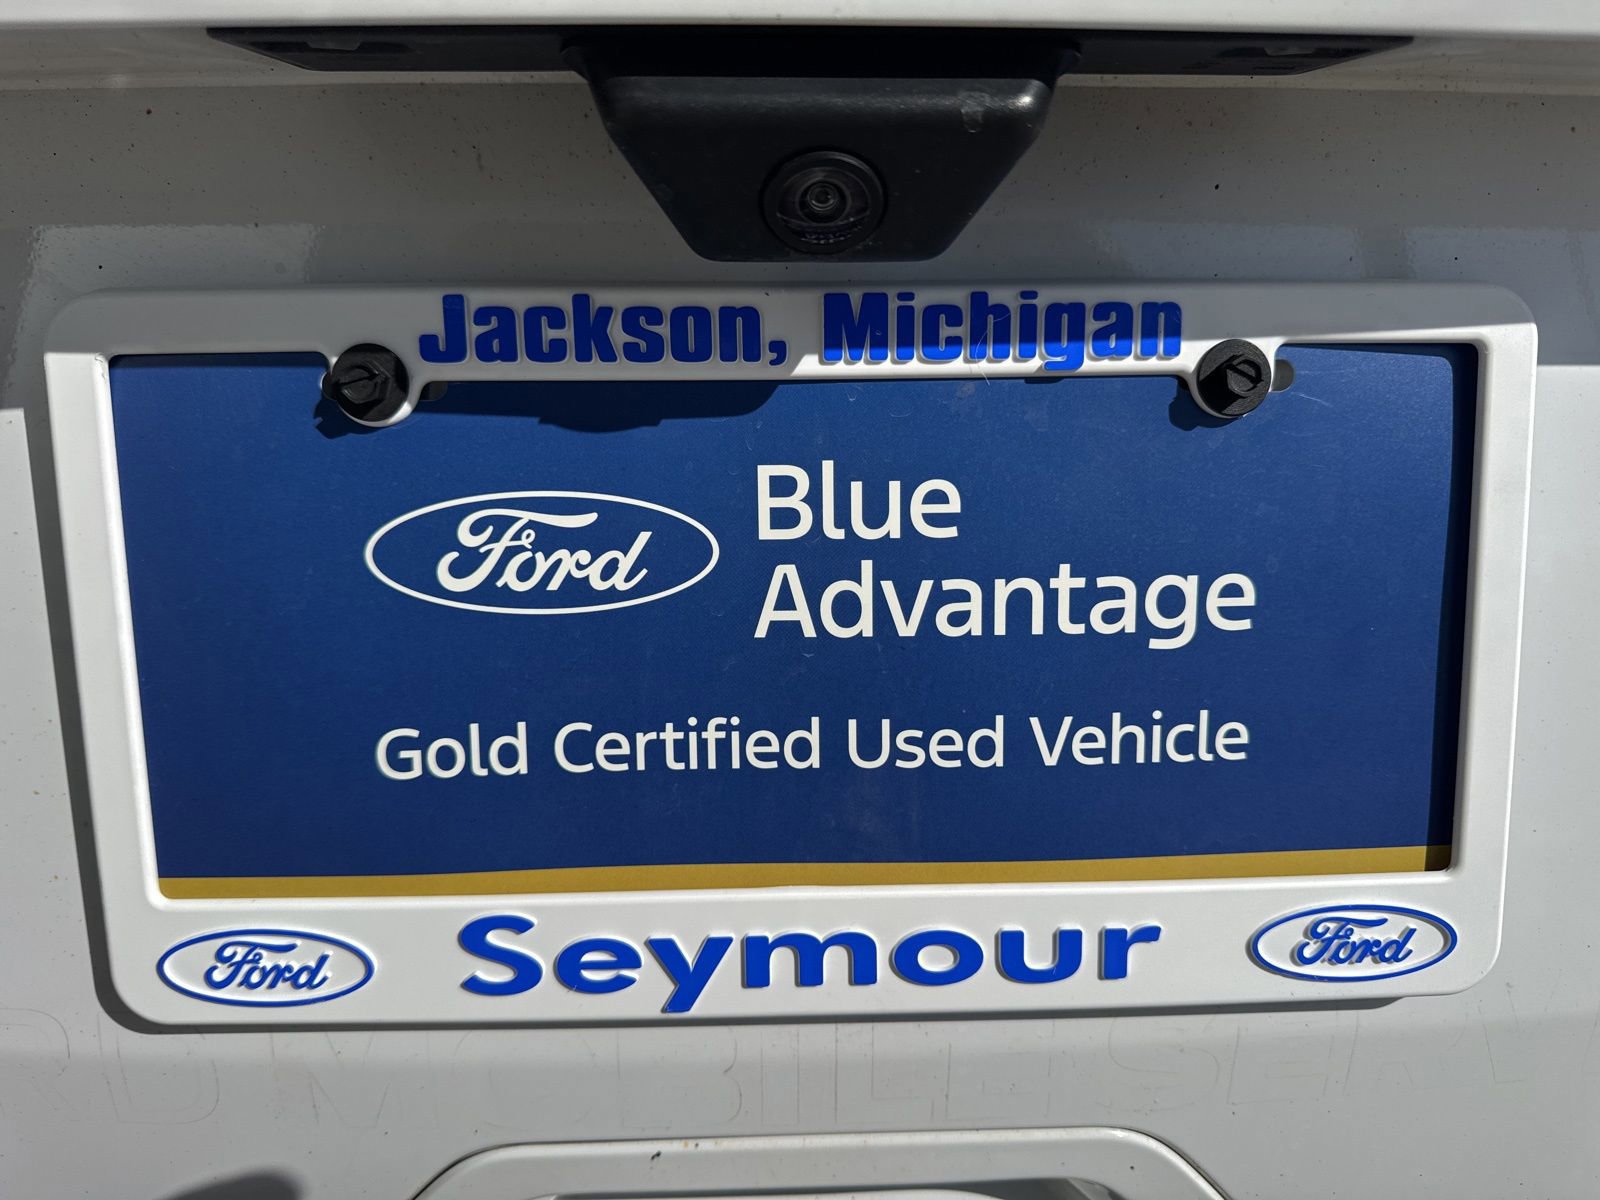 Jackson, Michigan
Ford
Blue
Advantage
Gold Certified Used Vehicle
Ford
Seymour
Ford